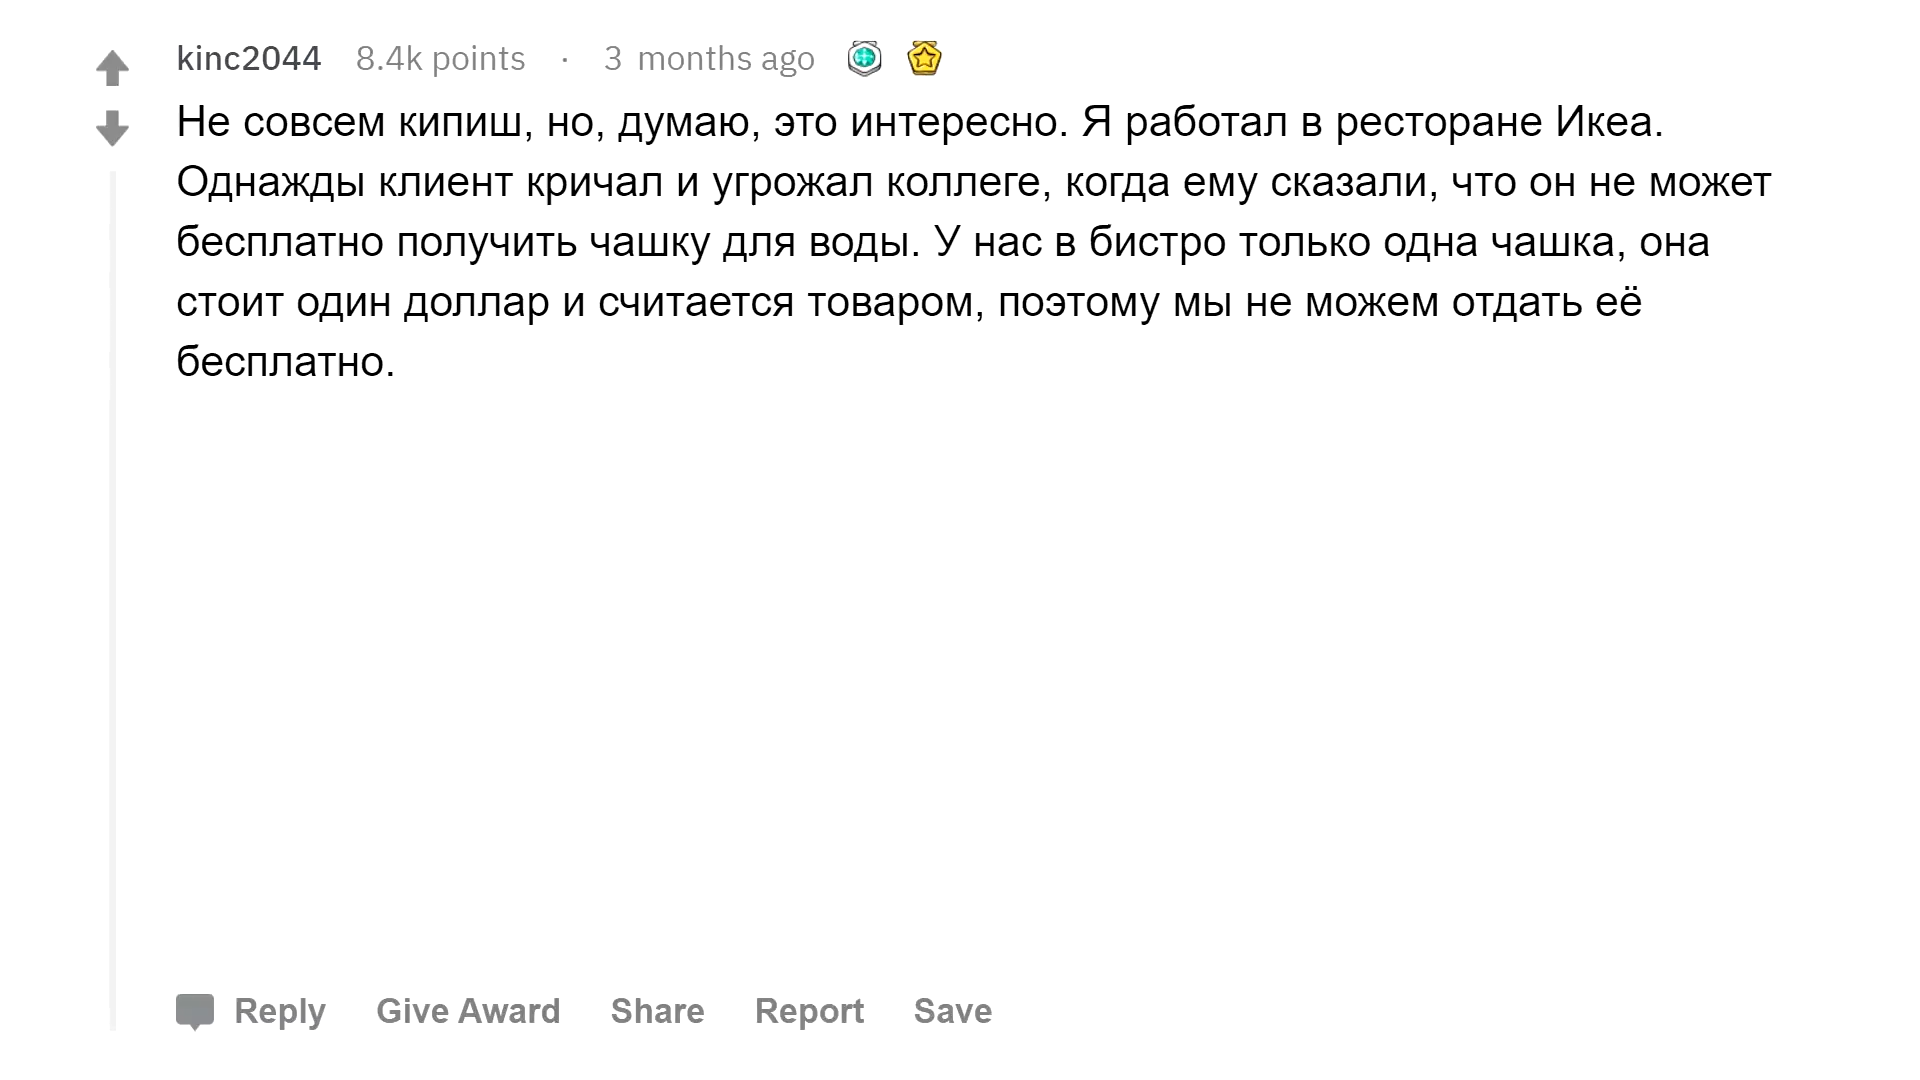 kinc2044 8.4k points · 3 months ago
Не совсем кипиш, но, думаю, это интересно. Я работал в ресторане Икеа.
Однажды клиент кричал и угрожал коллеге, когда ему сказали, что он не может
бесплатно получить чашку для воды. У нас в бистро только одна чашка, она
стоит один доллар и считается товаром, поэтому мы не можем отдать её
бесплатно.
Reply Give Award Share Report Save